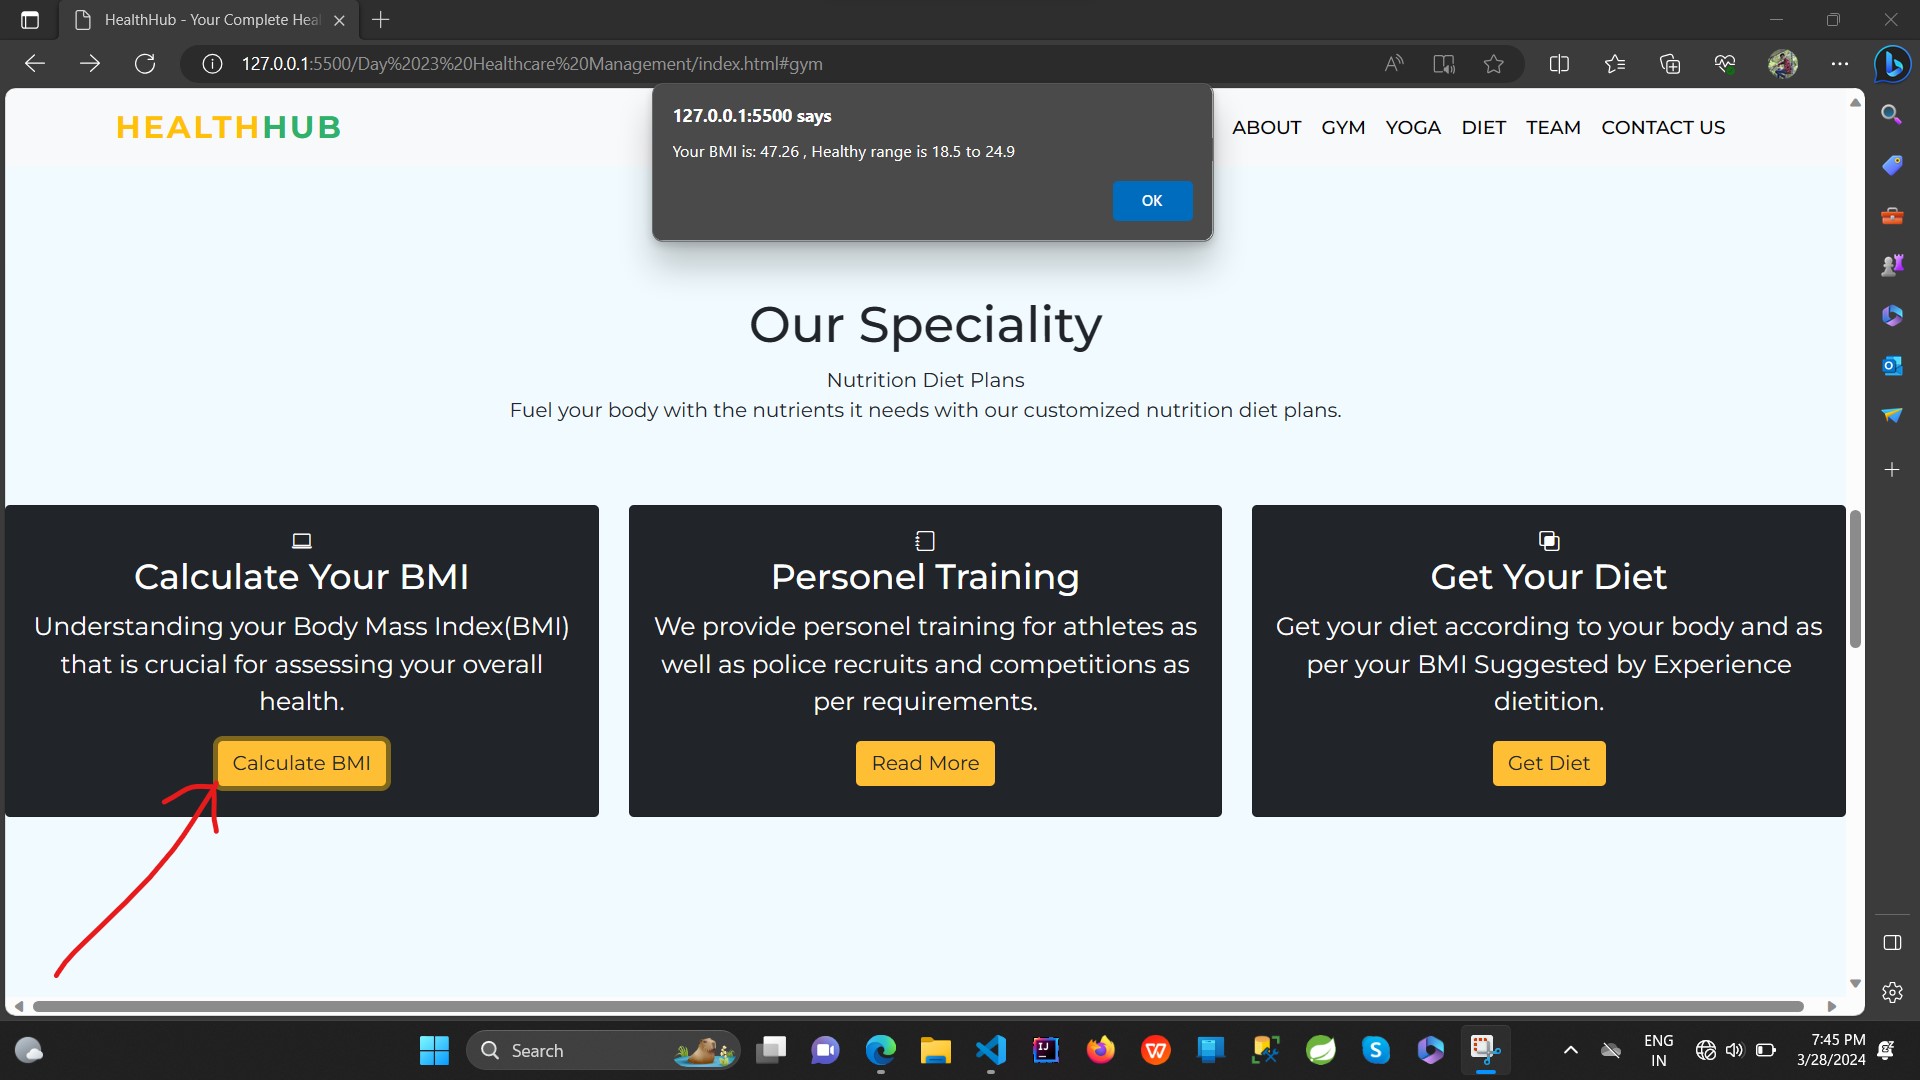 HealthHub - Your Complete Heal
127.0.0.1:5500/Day%2023%20Healthcare%20Management/index.html#gym
127.0.0.1:5500 says
Your BMI is: 47.26 , Healthy range is 18.5 to 24.9
OK
HEALTHHUB
ABOUT GYM YOGA DIET TEAM CONTACT US
Our Speciality
Nutrition Diet Plans
Fuel your body with the nutrients it needs with our customized nutrition diet plans.
Calculate Your BMI
Understanding your Body Mass Index(BMI)
that is crucial for assessing your overall
health.
Calculate BMI
Personel Training
We provide personel training for athletes as
well as police recruits and competitions as
per requirements.
Read More
Get Your Diet
Get your diet according to your body and as
per your BMI Suggested by Experience
dietition.
Get Diet
Search
ENG
IN
7:45 PM
3/28/2024